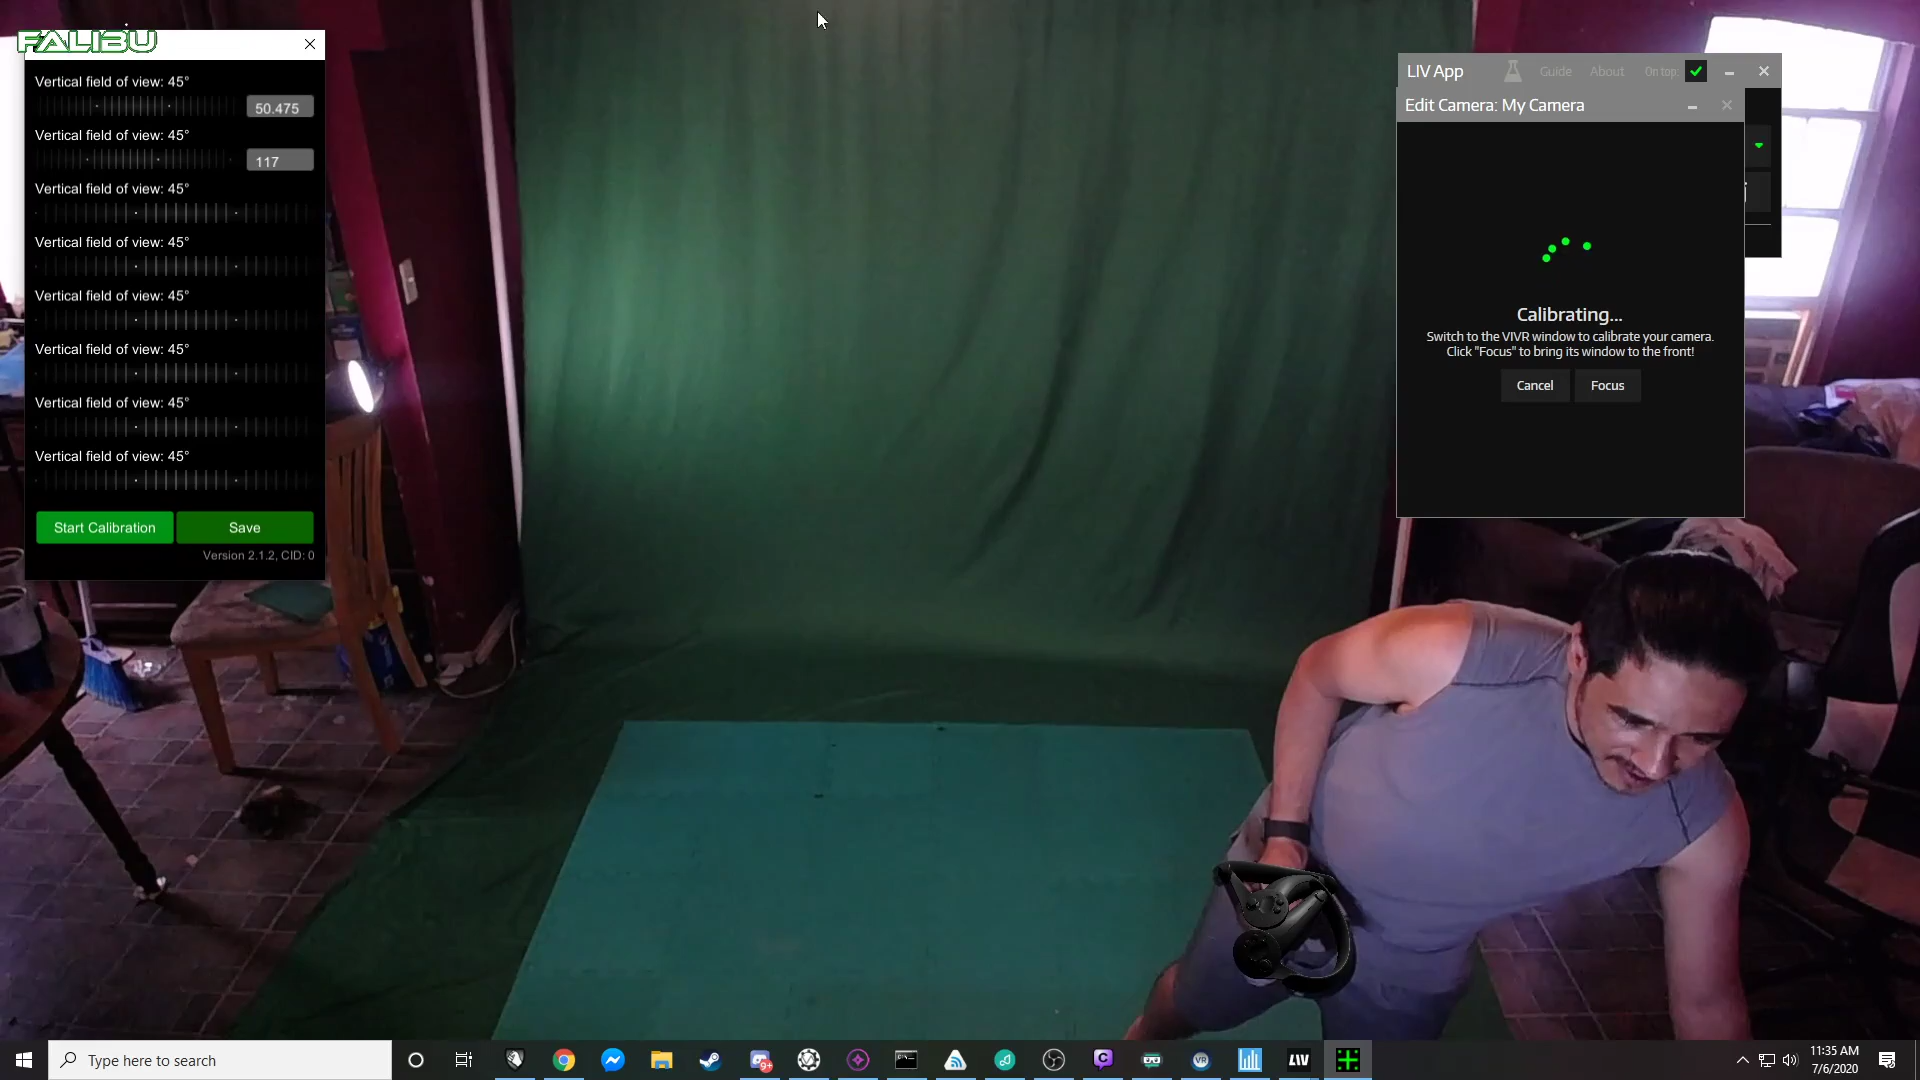 FALIBU
Vertical field of view: 45°
50.475
Vertical field of view: 45°
117
Vertical field of view: 45°
Vertical field of view: 45°
Vertical field of view: 45°
Vertical field of view: 45°
Vertical field of view: 45°
Vertical field of view: 45°
Start Calibration Save
Version 2.1.2, CID: 0
LIV App Guide About On top:
Edit Camera: My Camera
Calibrating...
Switch to the VIVR window to calibrate your camera.
Click "Focus" to bring its window to the front!
Cancel Focus
Type here to search
9+
VR
LIV
11:35 AM
7/6/2020